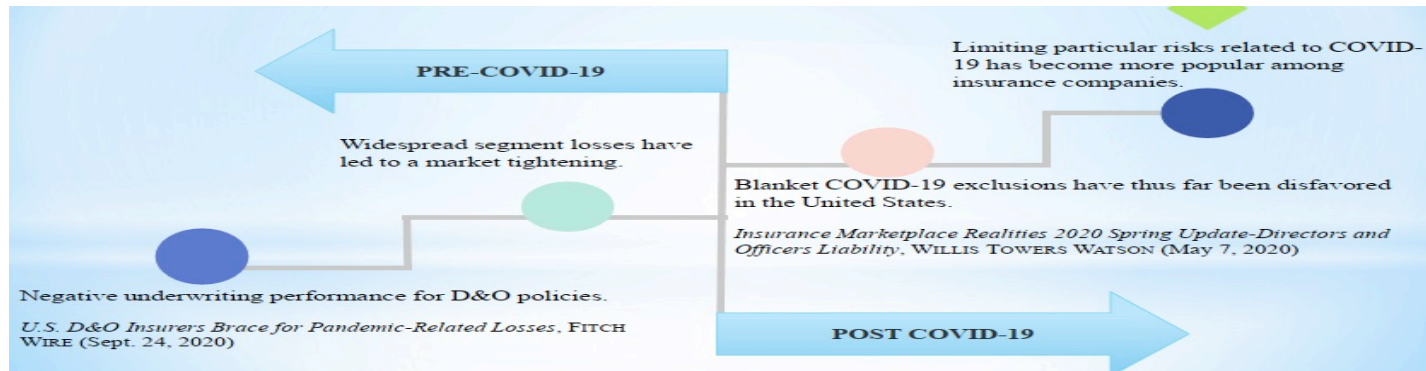 PRE-COVID-19
Widespread segment losses have
led to a market tightening.
Negative underwriting performance for D&O policies.
U.S. D&O Insurers Brace for Pandemic-Related Losses, FITCH
WIRE (Sept. 24, 2020)
Limiting particular risks related to COVID-
19 has become more popular among
insurance companies.
Blanket COVID-19 exclusions have thus far been disfavored
in the United States.
Insurance Marketplace Realities 2020 Spring Update-Directors and
Officers Liability, WILLIS TOWERS WATSON (May 7, 2020)
POST COVID-19